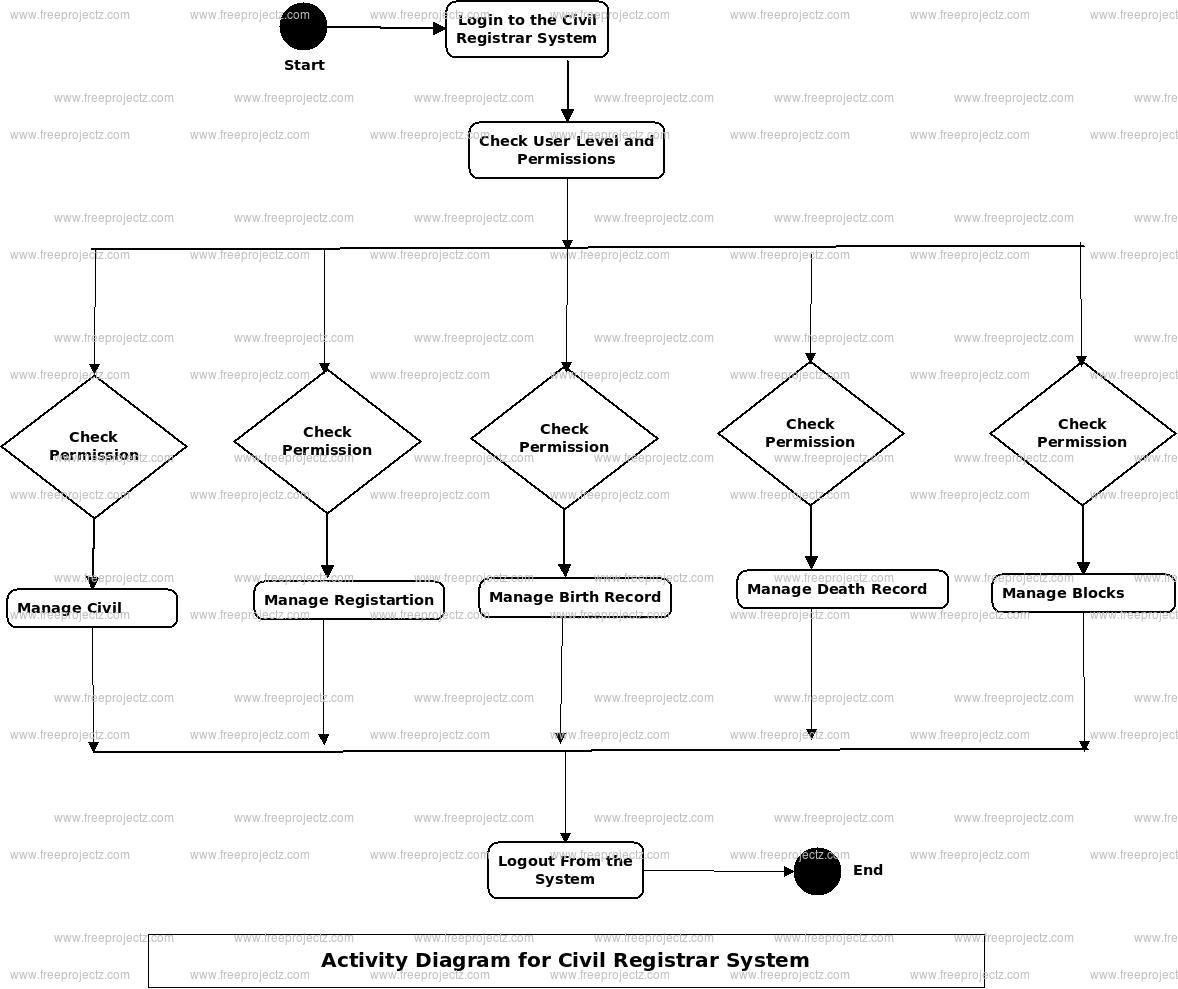 Login to the Civil
Registrar System
Start
Check User Level and
Permissions
Check
Permission
Check
Permission
Check
Permission
Check
Permission
Check
Permission
Manage Civil
Manage Registartion
Manage Birth Record
Manage Death Record
Manage Blocks
Logout From the
System
End
Activity Diagram for Civil Registrar System
www.freeprojectz.com